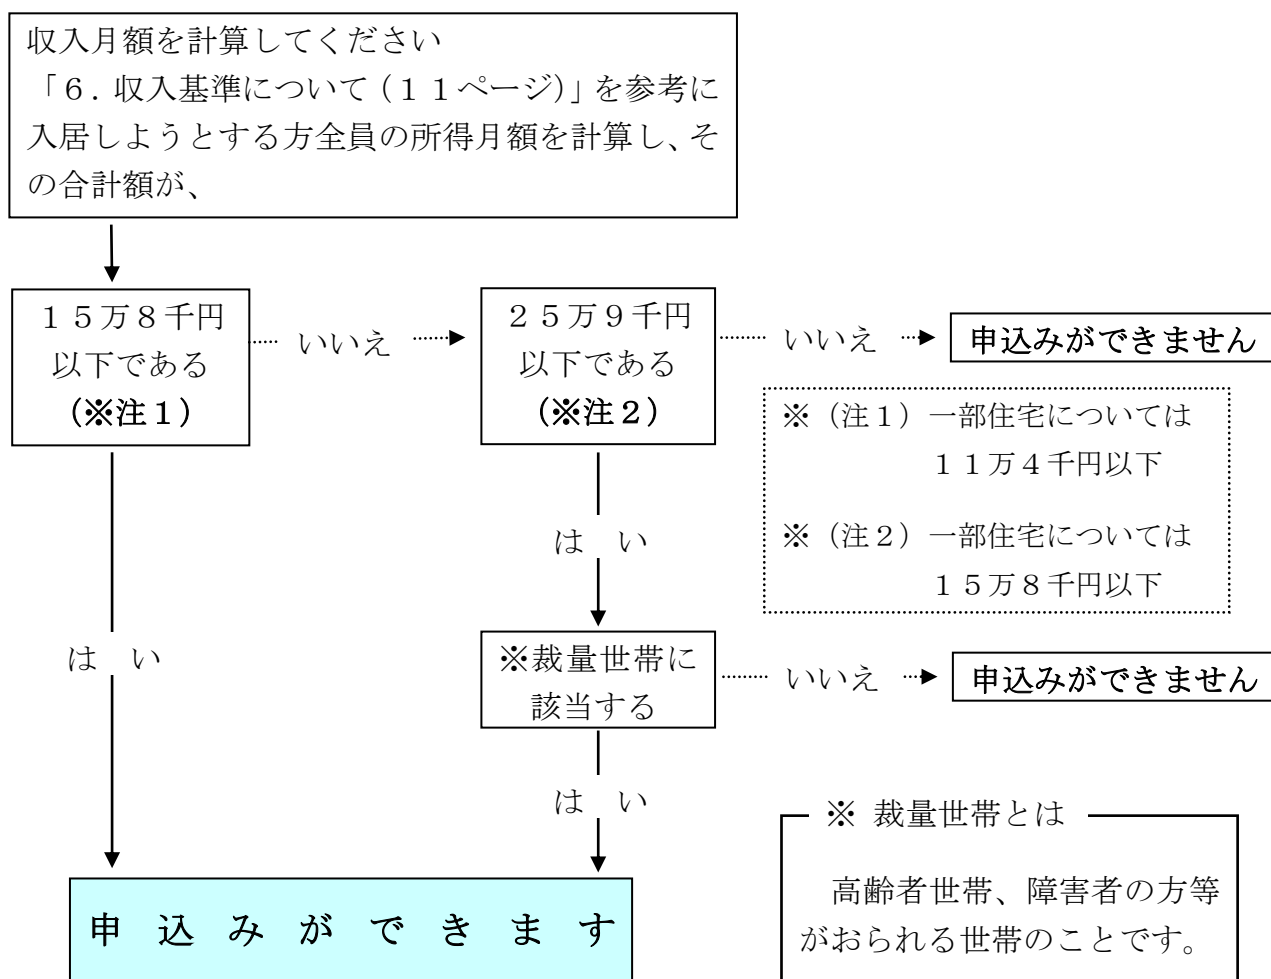 収入月額を計算してください
「６．収入基準について（１１ページ）」を参考に
入居しようとする方全員の所得月額を計算し、そ
の合計額が、
１５万８千円
以下である
（※注１）
いいえ
２５万９千円
以下である
（※注２）
いいえ
申込みができません
※（注１）一部住宅については
１１万４千円以下
※（注２）一部住宅については
１５万８千円以下
は　い
は　い
※裁量世帯に
該当する
いいえ
申込みができません
は　い
※ 裁量世帯とは
高齢者世帯、障害者の方等
がおられる世帯のことです。
申　込　み　が　で　き　ま　す